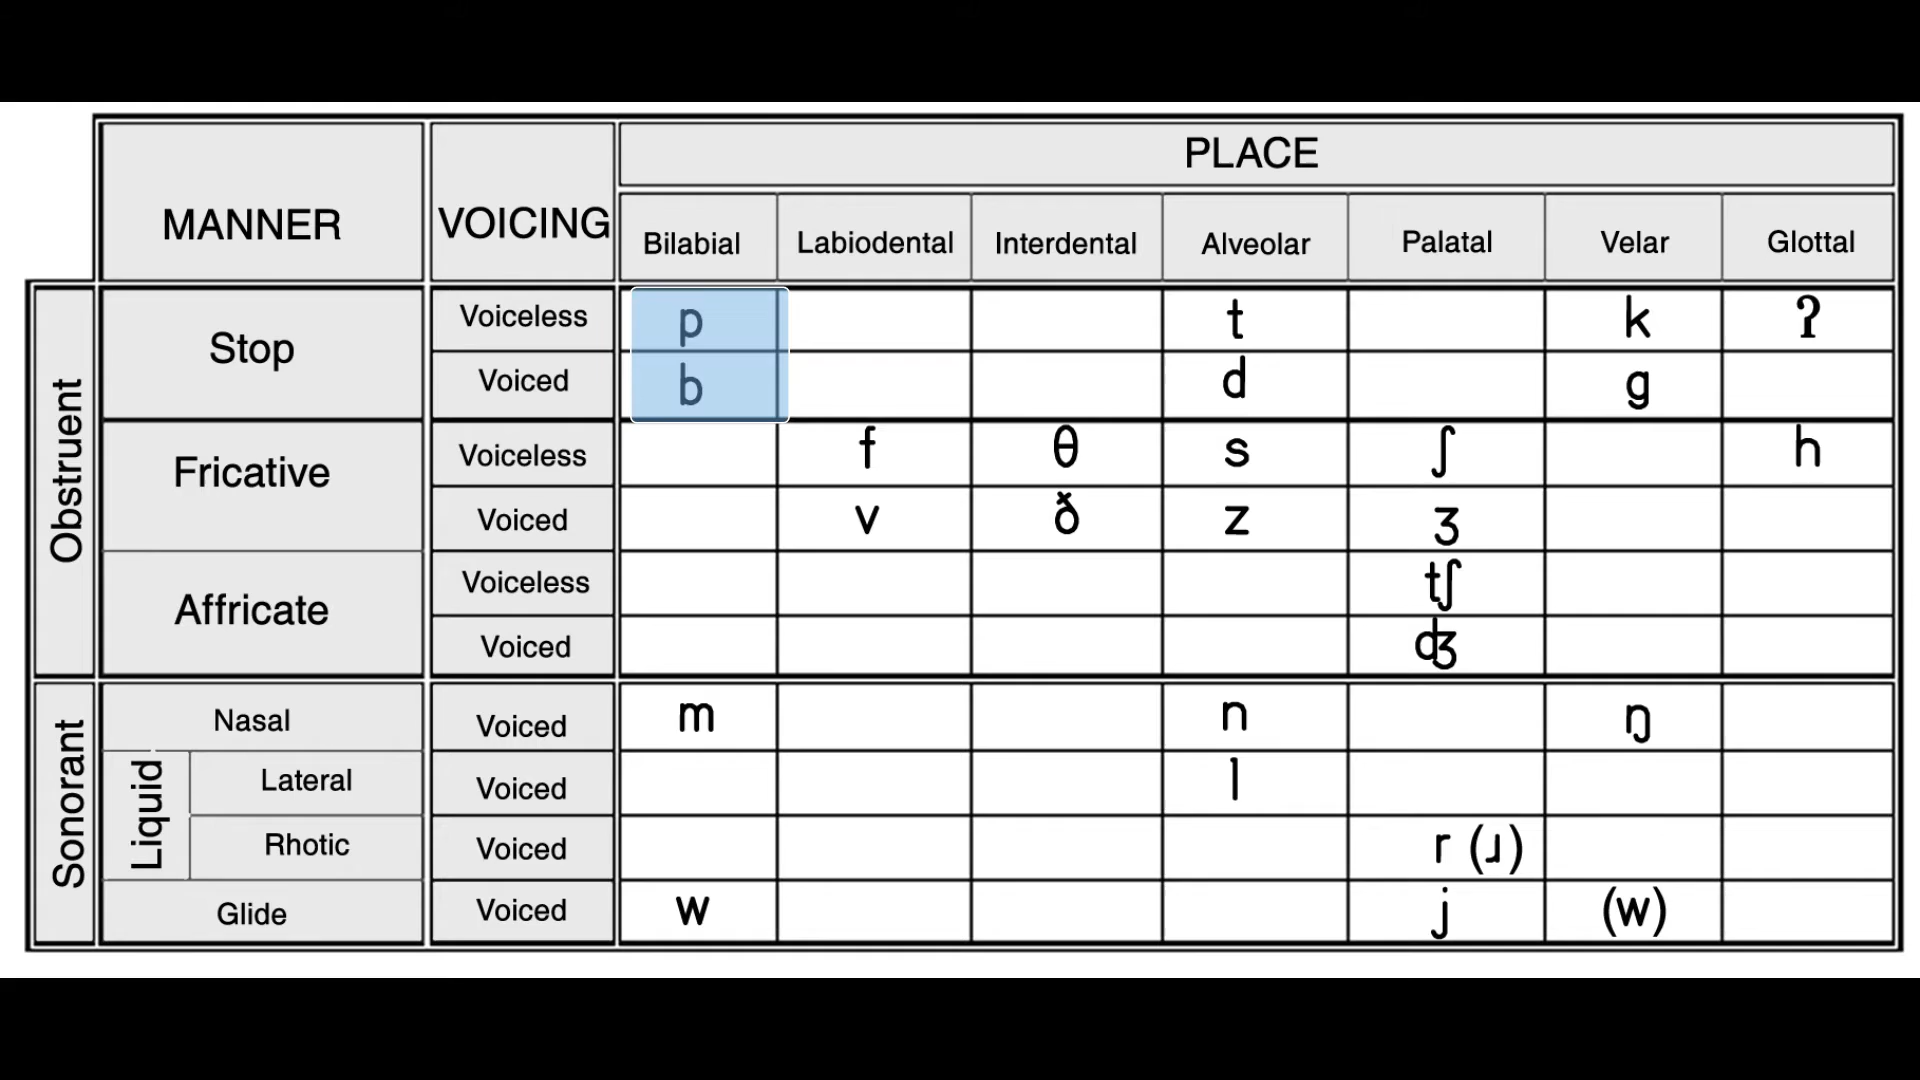 PLACE
MANNER VOICING
Bilabial Labiodental Interdental Alveolar Palatal Velar Glottal
Obstruent
Stop
Voiceless p t k ʔ
Voiced b d g
Fricative
Voiceless f θ s ʃ h
Voiced v ð z ʒ
Affricate
Voiceless tʃ
Voiced dʒ
Sonorant
Nasal Voiced m n ŋ
Liquid
Lateral Voiced l
Rhotic Voiced r (ɹ)
Glide Voiced w j (w)